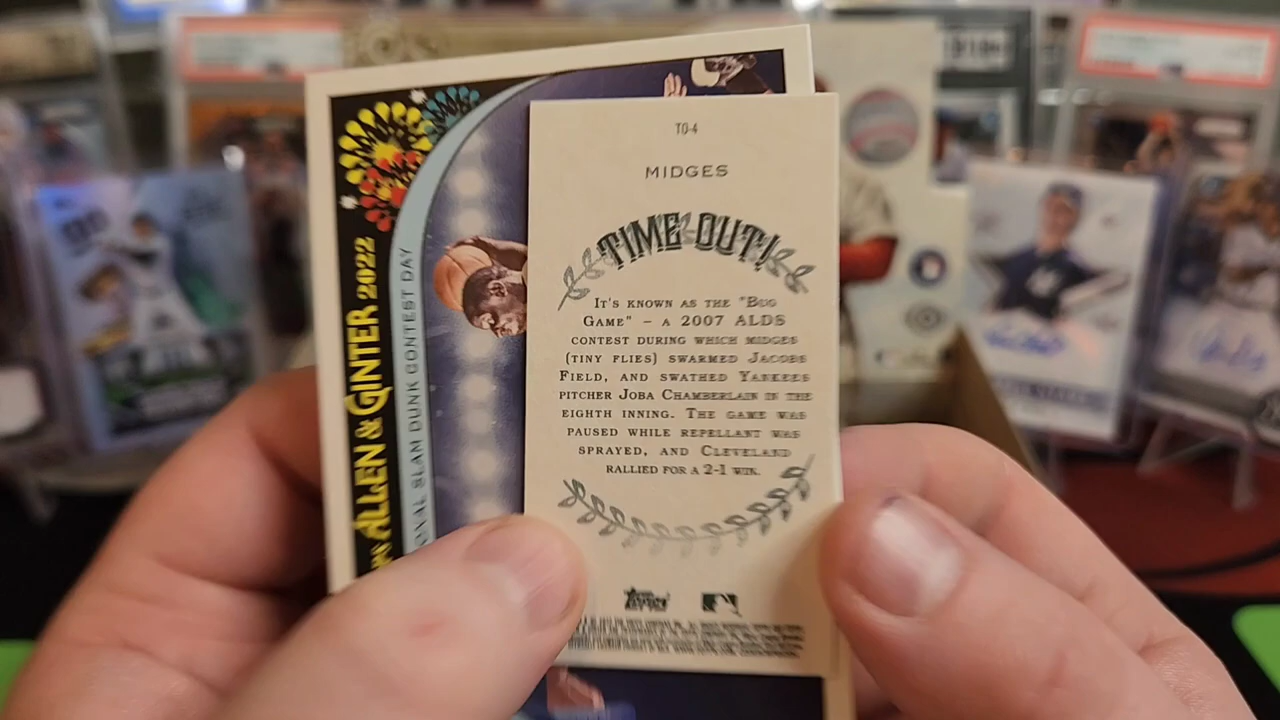 TO-4
MIDGES
TIME OUT!
IT'S KNOWN AS THE "BUG
GAME" – A 2007 ALDS
CONTEST DURING WHICH MIDGES
(TINY FLIES) SWARMED JACOBS
FIELD, AND SWATHED YANKEES
PITCHER JOBA CHAMBERLAIN IN THE
EIGHTH INNING. THE GAME WAS
PAUSED WHILE REPELLANT WAS
SPRAYED, AND CLEVELAND
RALLIED FOR A 2-1 WIN.
TOPPS
ALLEN & GINTER 2022
SLAM DUNK CONTEST DAY